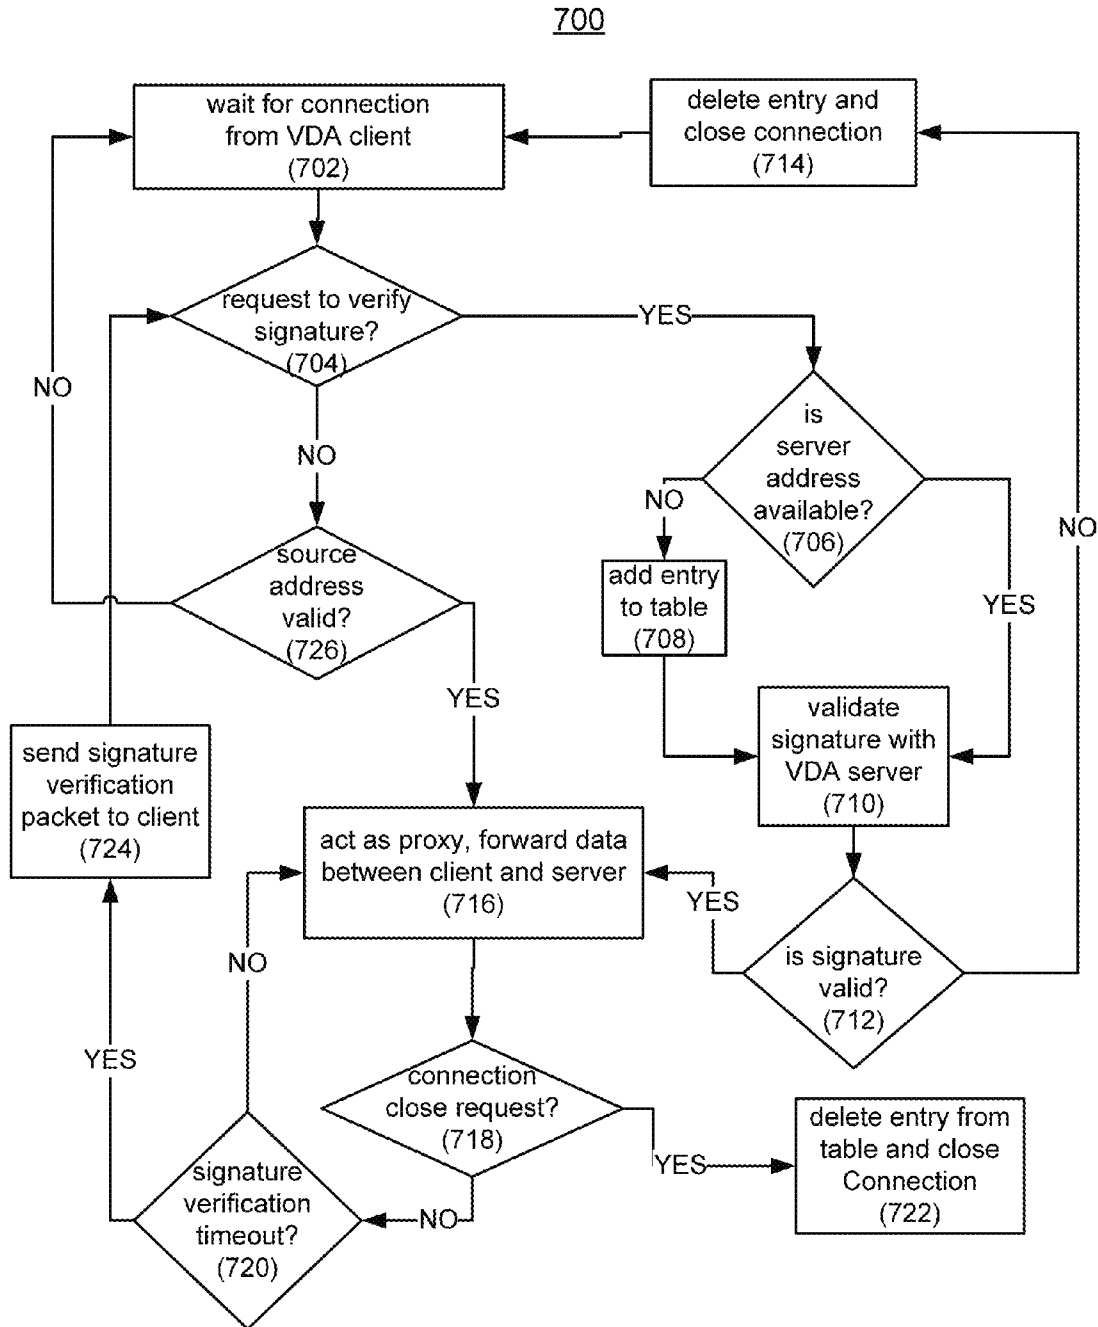 700
wait for connection
from VDA client
(702)
delete entry and
close connection
(714)
request to verify
signature?
(704)
YES
NO
NO
is
server
address
available?
(706)
NO
NO
source
address
valid?
(726)
add entry
to table
(708)
YES
YES
send signature
verification
packet to client
(724)
validate
signature with
VDA server
(710)
act as proxy, forward data
between client and server
(716)
YES
NO
is signature
valid?
(712)
YES
connection
close request?
(718)
signature
verification
timeout?
(720)
NO
YES
delete entry from
table and close
Connection
(722)